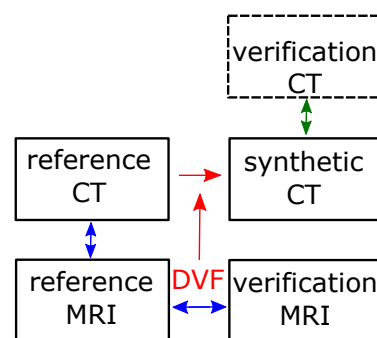 verification
CT
reference
CT
synthetic
CT
reference
MRI
DVF
verification
MRI